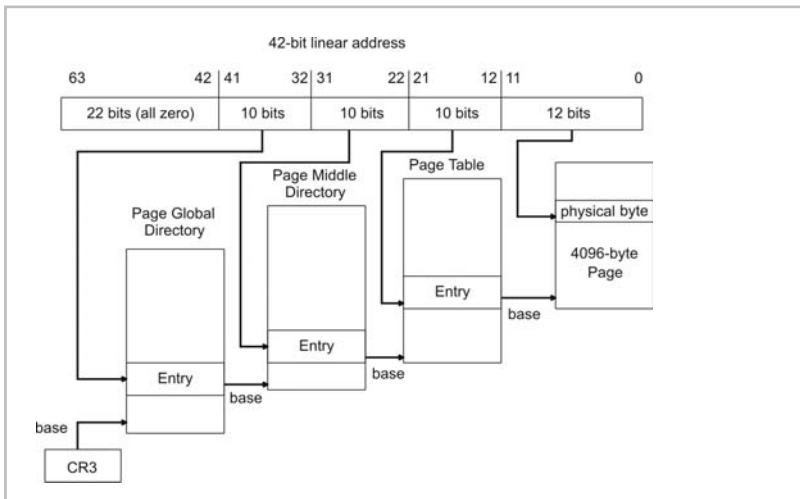 42-bit linear address
63 42 41 32 31 22 21 12 11 0
22 bits (all zero) 10 bits 10 bits 10 bits 12 bits
Page Global
Directory
Page Middle
Directory
Page Table
physical byte
4096-byte
Page
Entry
base
Entry
base
Entry
base
base
CR3